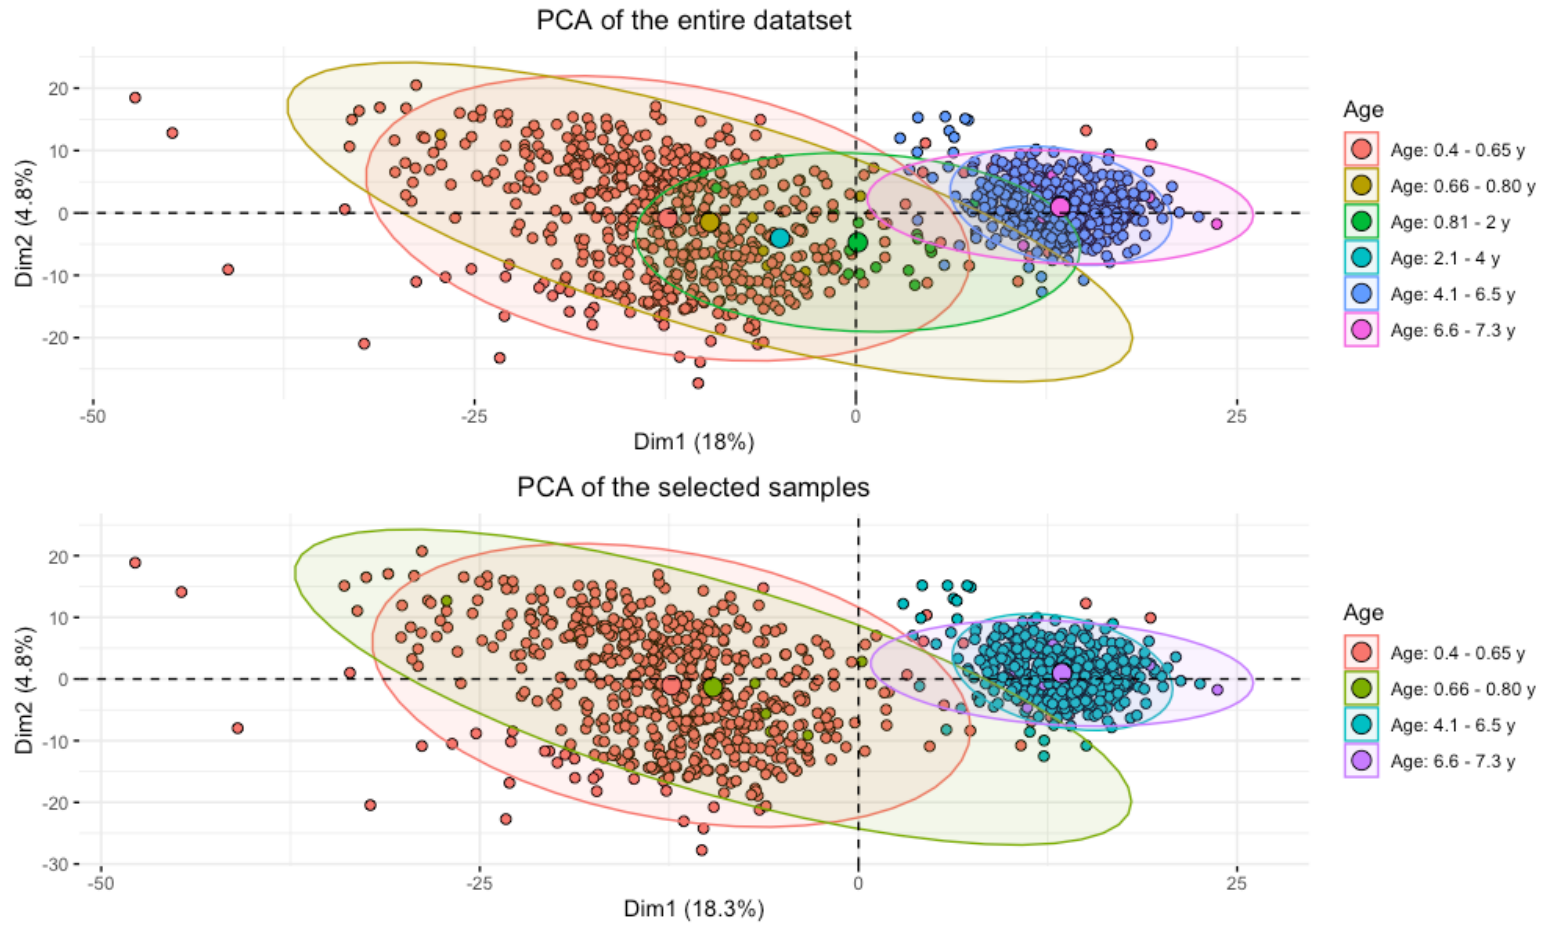 PCA of the entire datatset
Dim2 (4.8%)
20
10
0
-10
-20
-50
-25
0
25
Dim1 (18%)
Age
Age: 0.4 - 0.65 y
Age: 0.66 - 0.80 y
Age: 0.81 - 2 y
Age: 2.1 - 4 y
Age: 4.1 - 6.5 y
Age: 6.6 - 7.3 y
PCA of the selected samples
Dim2 (4.8%)
20
10
0
-10
-20
-30
-50
-25
0
25
Dim1 (18.3%)
Age
Age: 0.4 - 0.65 y
Age: 0.66 - 0.80 y
Age: 4.1 - 6.5 y
Age: 6.6 - 7.3 y